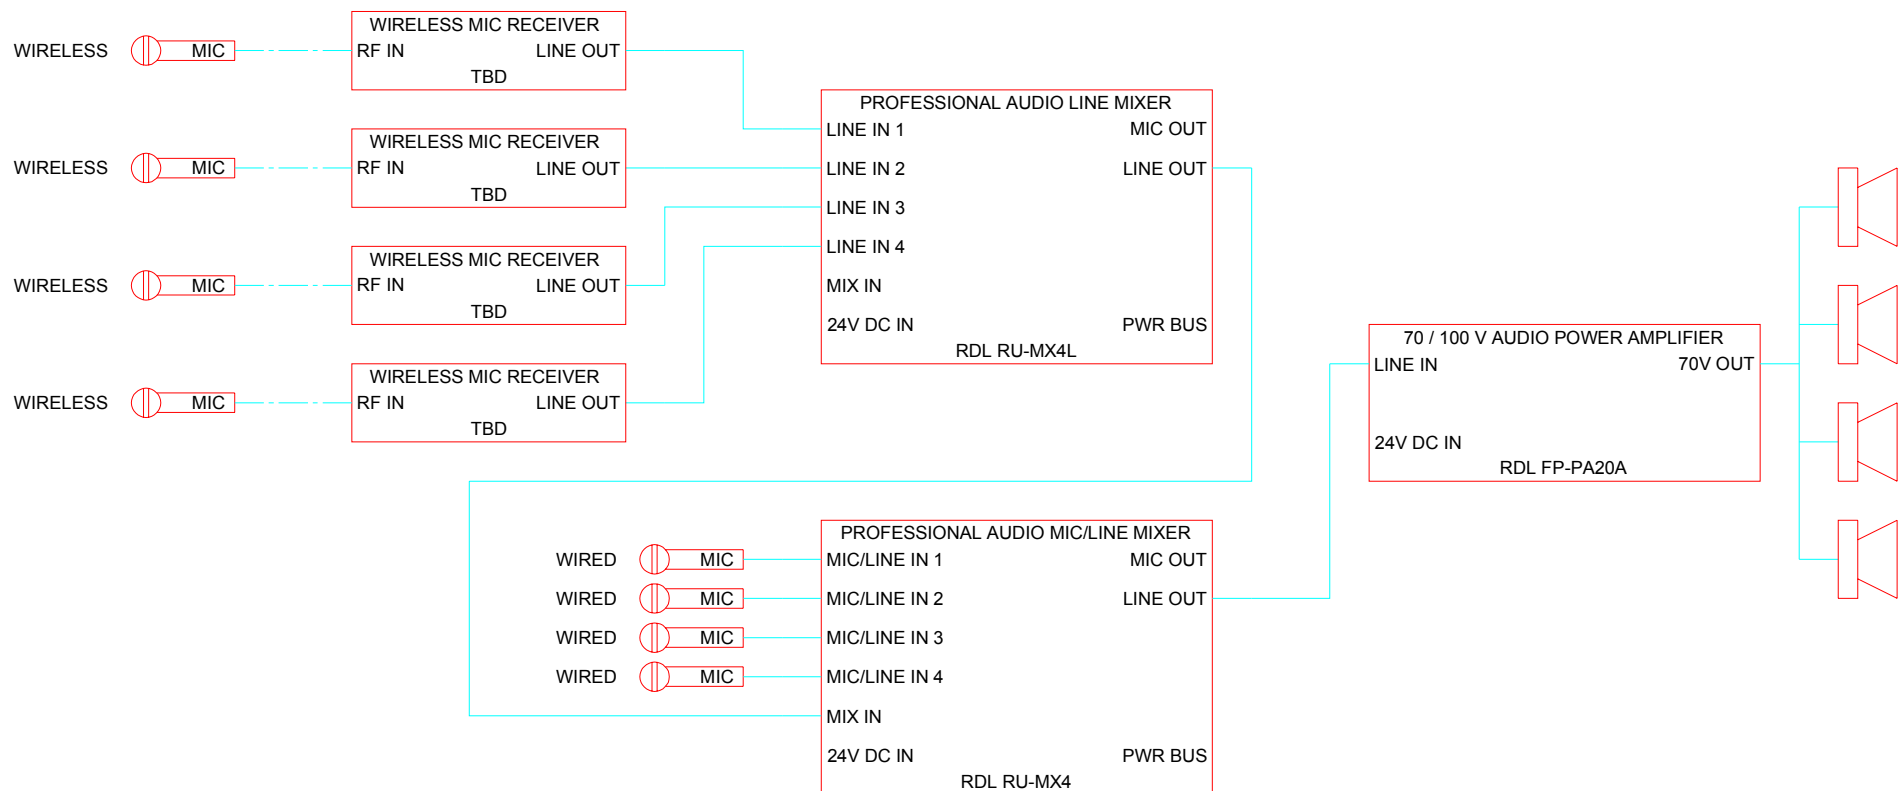 WIRELESS MIC
WIRELESS MIC RECEIVER
RF IN LINE OUT
TBD
WIRELESS MIC
WIRELESS MIC RECEIVER
RF IN LINE OUT
TBD
WIRELESS MIC
WIRELESS MIC RECEIVER
RF IN LINE OUT
TBD
WIRELESS MIC
WIRELESS MIC RECEIVER
RF IN LINE OUT
TBD
PROFESSIONAL AUDIO LINE MIXER
LINE IN 1 MIC OUT
LINE IN 2 LINE OUT
LINE IN 3
LINE IN 4
MIX IN
24V DC IN PWR BUS
RDL RU-MX4L
WIRED MIC
WIRED MIC
WIRED MIC
WIRED MIC
PROFESSIONAL AUDIO MIC/LINE MIXER
MIC/LINE IN 1 MIC OUT
MIC/LINE IN 2 LINE OUT
MIC/LINE IN 3
MIC/LINE IN 4
MIX IN
24V DC IN PWR BUS
RDL RU-MX4
70 / 100 V AUDIO POWER AMPLIFIER
LINE IN 70V OUT
24V DC IN
RDL FP-PA20A